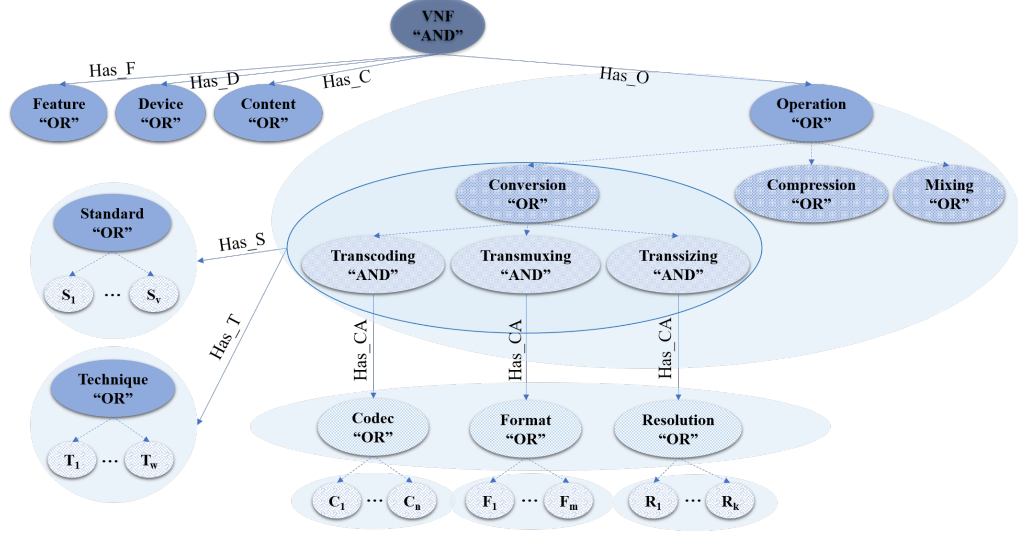 VNF
“AND”
Has_F
Has_D
Has_C
Has_O
Feature
“OR”
Device
“OR”
Content
“OR”
Operation
“OR”
Conversion
“OR”
Compression
“OR”
Mixing
“OR”
Standard
“OR”
Has_S
Transcoding
“AND”
Transmuxing
“AND”
Transsizing
“AND”
S1 ... Sv
Has_T
Has_CA
Has_CA
Has_CA
Technique
“OR”
Codec
“OR”
Format
“OR”
Resolution
“OR”
T1 ... Tw
C1 ... Cn
F1 ... Fm
R1 ... Rk